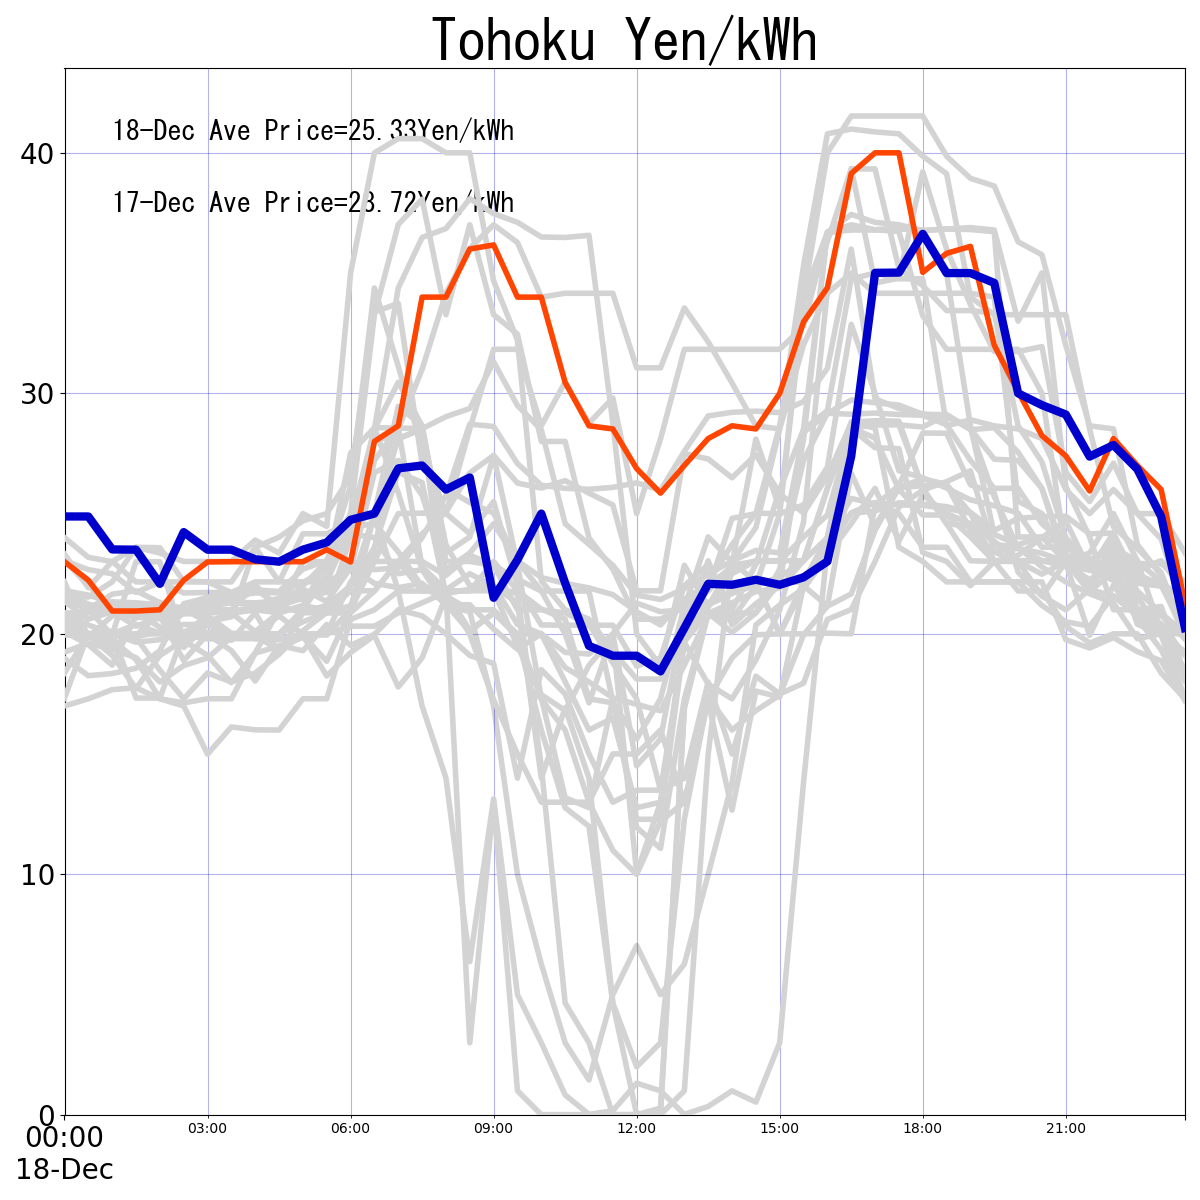 Tohoku Yen/kWh
18-Dec Ave Price=25.33Yen/kWh
17-Dec Ave Price=28.72Yen/kWh
40
30
20
10
0
00:00 03:00 06:00 09:00 12:00 15:00 18:00 21:00
18-Dec